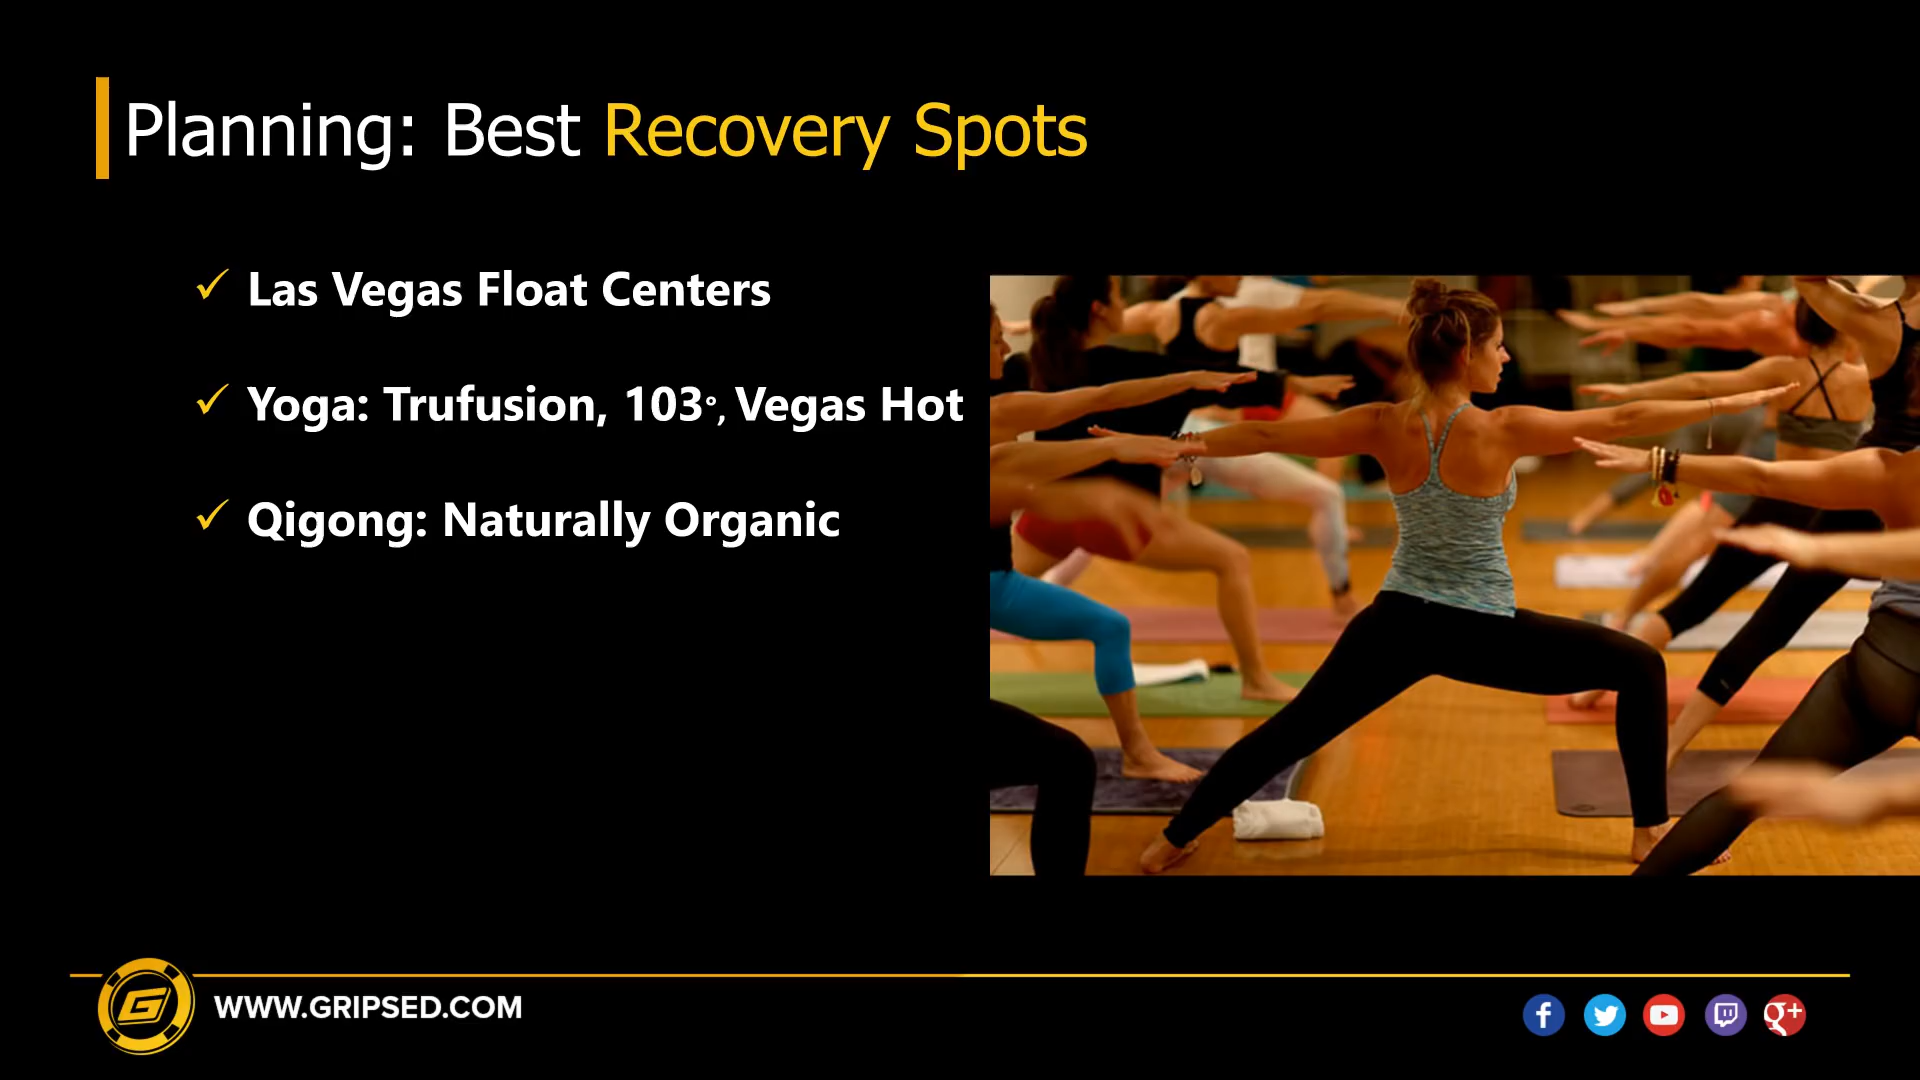 Planning: Best Recovery Spots
Las Vegas Float Centers
Yoga: Trufusion, 103°, Vegas Hot
Qigong: Naturally Organic
WWW.GRIPSED.COM